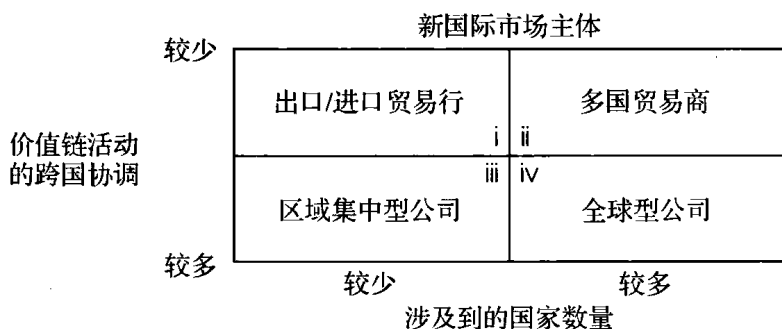 新国际市场主体
较少
出口/进口贸易行
多国贸易商
i
ii
价值链活动
的跨国协调
iii
iv
区域集中型公司
全球型公司
较多
较少
较多
涉及到的国家数量